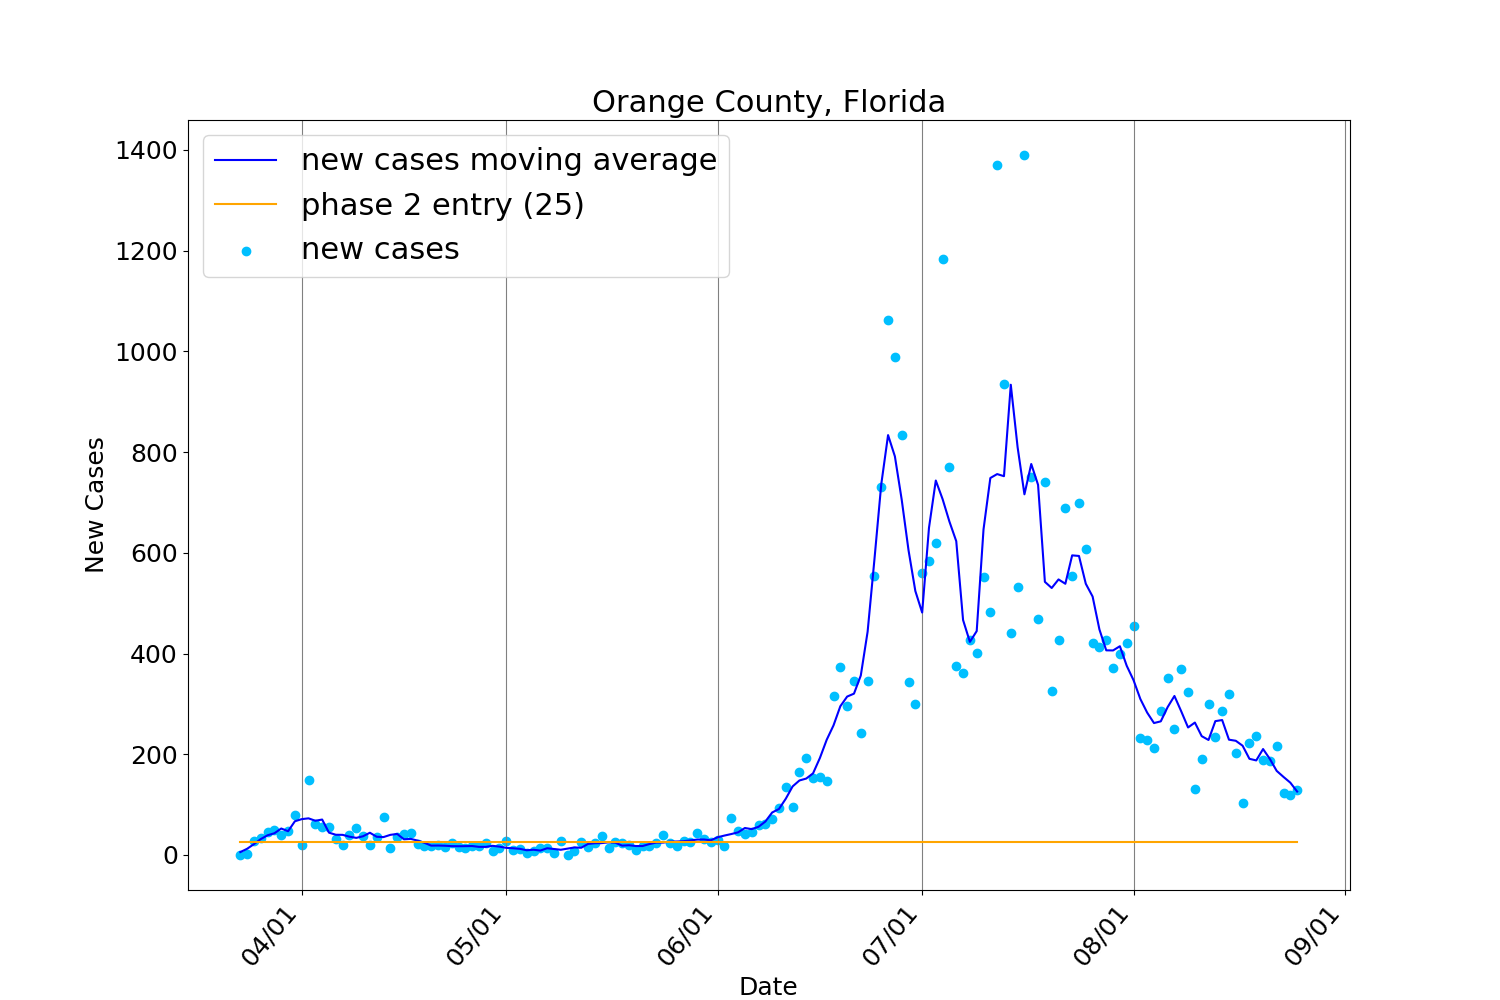 Orange County, Florida
new cases moving average
phase 2 entry (25)
new cases
1400
1200
1000
800
600
400
200
0
New Cases
04/01
05/01
06/01
07/01
08/01
09/01
Date